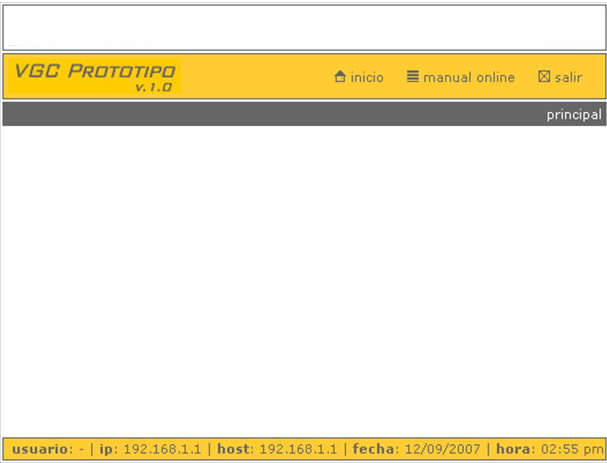 VGC PROTOTIPO
v.1.0
inicio manual online salir
principal
usuario: - | ip: 192.168.1.1 | host: 192.168.1.1 | fecha: 12/09/2007 | hora: 02:55 pm